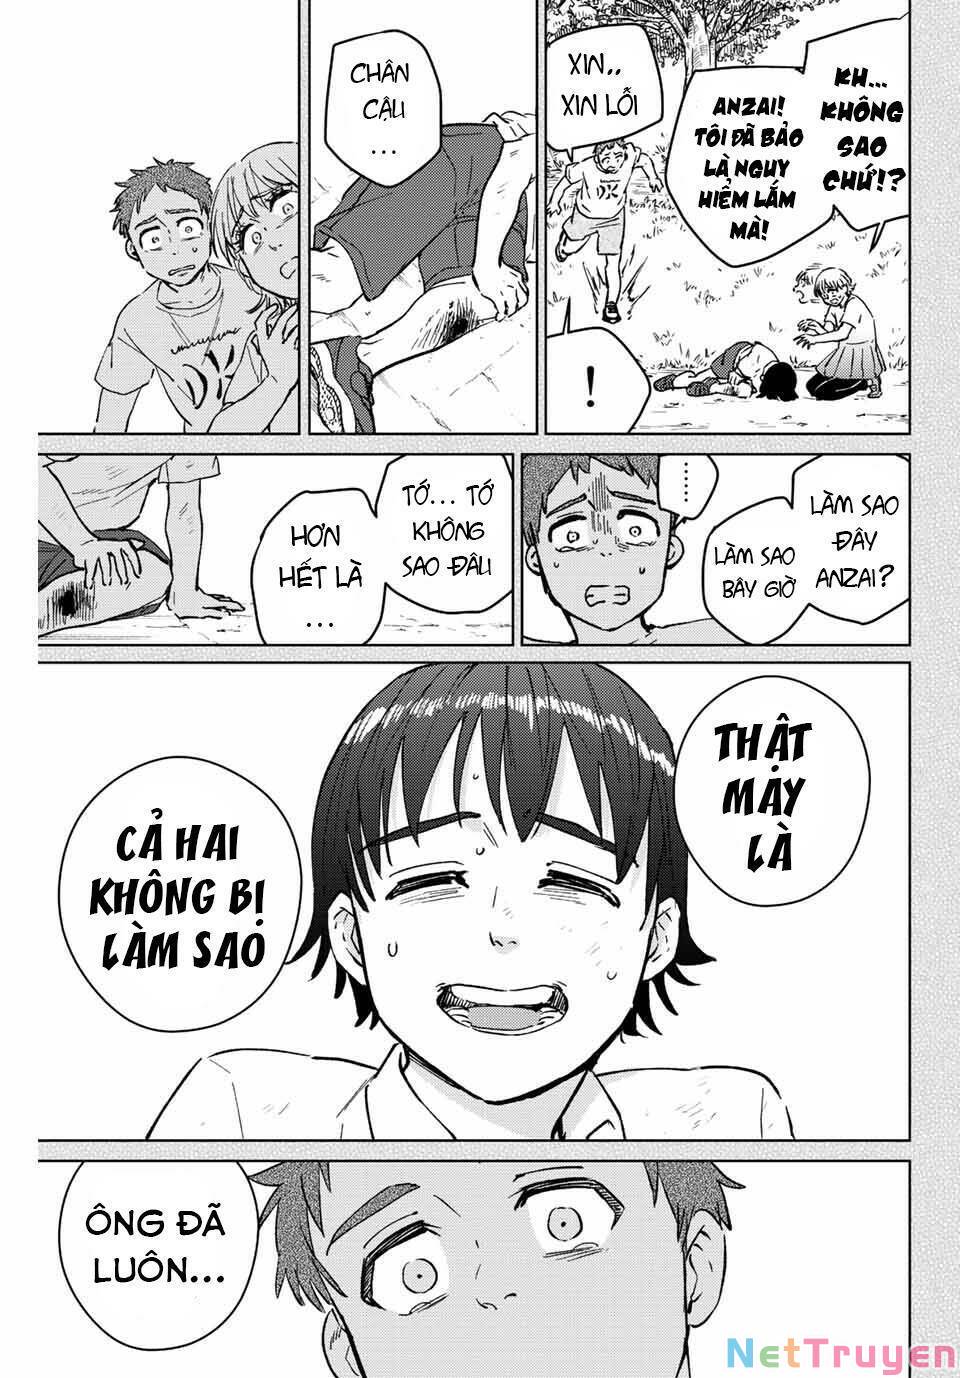 KH...
KHÔNG
SAO
CHỨ!?
ANZAI!
TÔI ĐÃ BẢO
LÀ NGUY
HIỂM LẮM
MÀ!
XIN..
XIN LỖI
!
CHÂN
CẬU
...
LÀM SAO
ĐÂY
ANZAI?
LÀM SAO
BÂY GIỜ
......
TỚ... TỚ
KHÔNG
SAO ĐÂU
HƠN
HẾT LÀ
...
THẬT
MAY
LÀ
CẢ HAI
KHÔNG BỊ
LÀM SAO
ÔNG ĐÃ
LUÔN...
NetTruyen